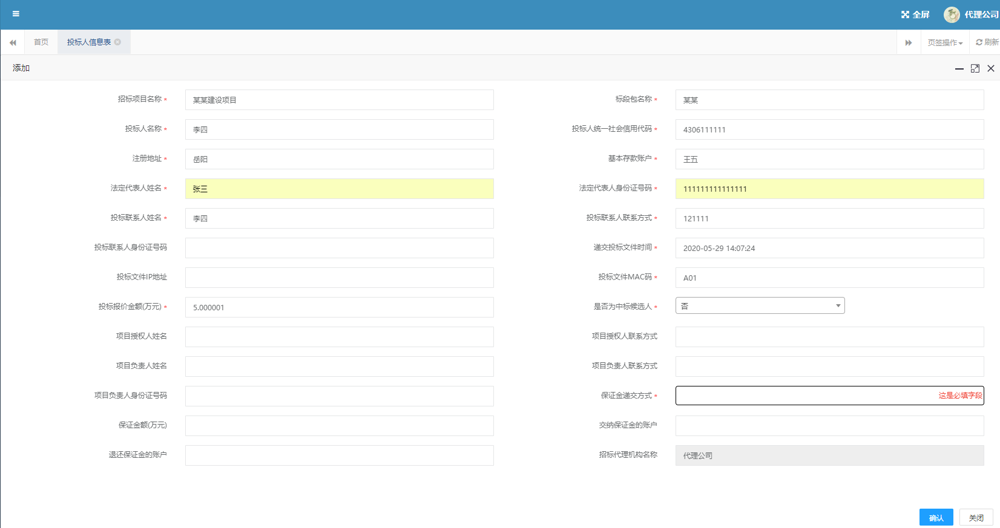 全屏 代理公司
首页 投标人信息表 页签操作 刷新
添加
招标项目名称 * 某某建设项目 标段包名称 * 某某
投标人名称 * 李四 投标人统一社会信用代码 * 4306111111
注册地址 * 岳阳 基本存款账户 * 王五
法定代表人姓名 * 张三 法定代表人身份证号码 * 111111111111111
投标联系人姓名 * 李四 投标联系人联系方式 * 121111
投标联系人身份证号码 递交投标文件时间 * 2020-05-29 14:07:24
投标文件IP地址 投标文件MAC码 * A01
投标报价金额(万元) * 5.000001 是否为中标候选人 * 否
项目授权人姓名 项目授权人联系方式
项目负责人姓名 项目负责人联系方式
项目负责人身份证号码 保证金递交方式 * 这是必填字段
保证金额(万元) 交纳保证金的账户
退还保证金的账户 招标代理机构名称 代理公司
确认 关闭